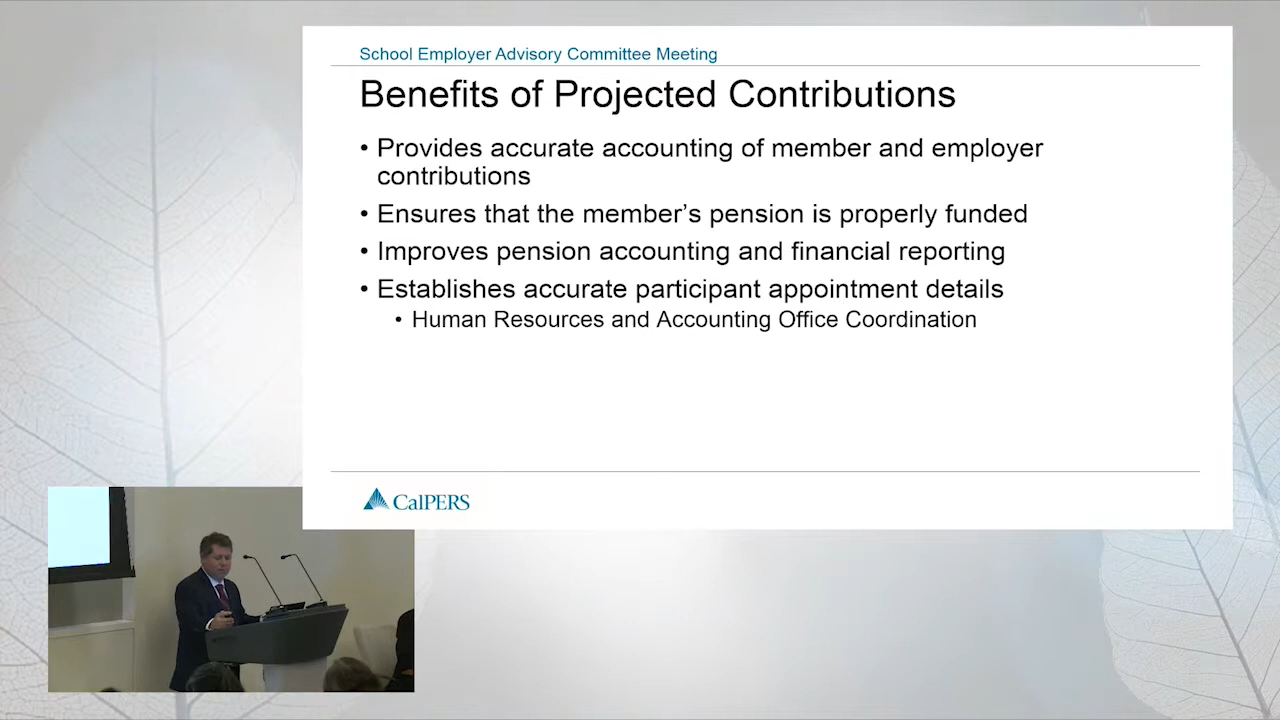 School Employer Advisory Committee Meeting
Benefits of Projected Contributions
• Provides accurate accounting of member and employer
contributions
• Ensures that the member's pension is properly funded
• Improves pension accounting and financial reporting
• Establishes accurate participant appointment details
• Human Resources and Accounting Office Coordination
CalPERS